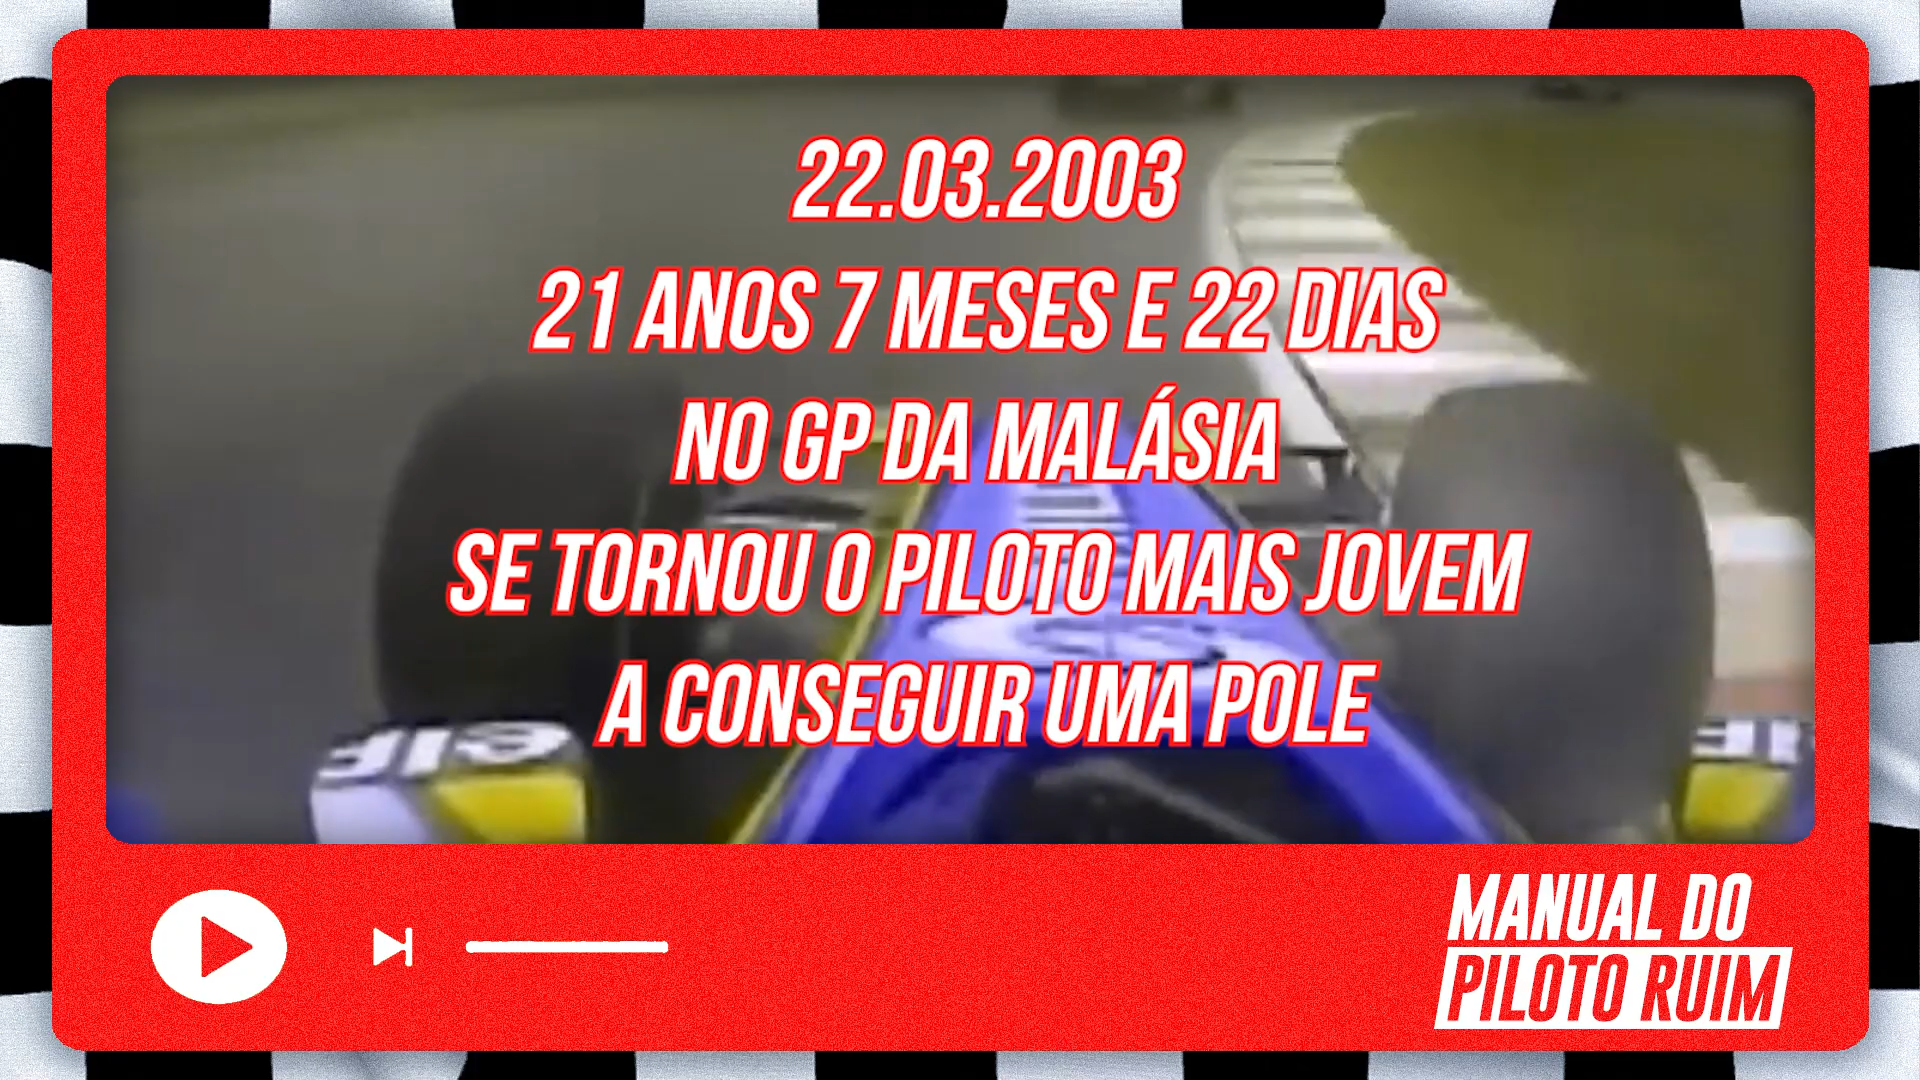 22.03.2003
21 ANOS 7 MESES E 22 DIAS
NO GP DA MALÁSIA
SE TORNOU O PILOTO MAIS JOVEM
A CONSEGUIR UMA POLE
MANUAL DO
PILOTO RUIM